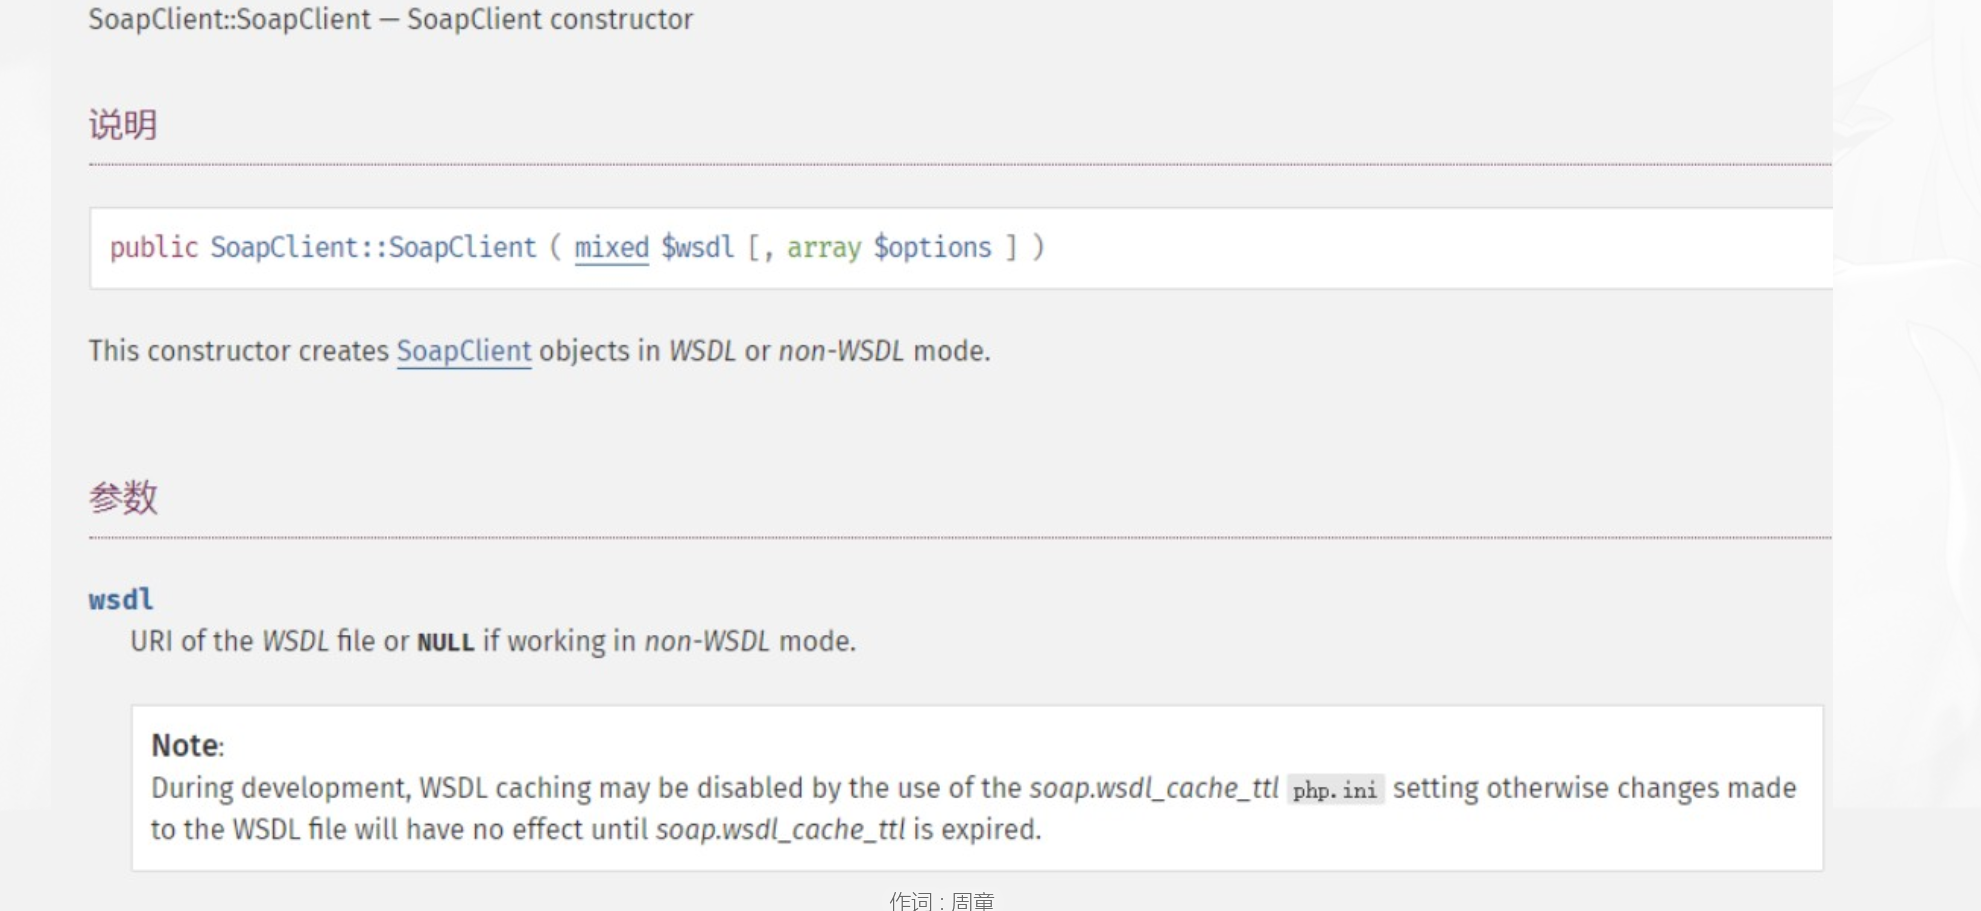 SoapClient::SoapClient — SoapClient constructor
说明
public SoapClient::SoapClient ( mixed $wsdl [, array $options ] )
This constructor creates SoapClient objects in WSDL or non-WSDL mode.
参数
wsdl
URI of the WSDL file or NULL if working in non-WSDL mode.
Note:
During development, WSDL caching may be disabled by the use of the soap.wsdl_cache_ttl php.ini setting otherwise changes made
to the WSDL file will have no effect until soap.wsdl_cache_ttl is expired.
作词 : 周童